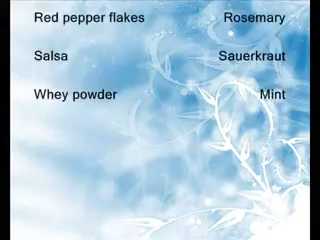 Red pepper flakes Rosemary
Salsa Sauerkraut
Whey powder Mint